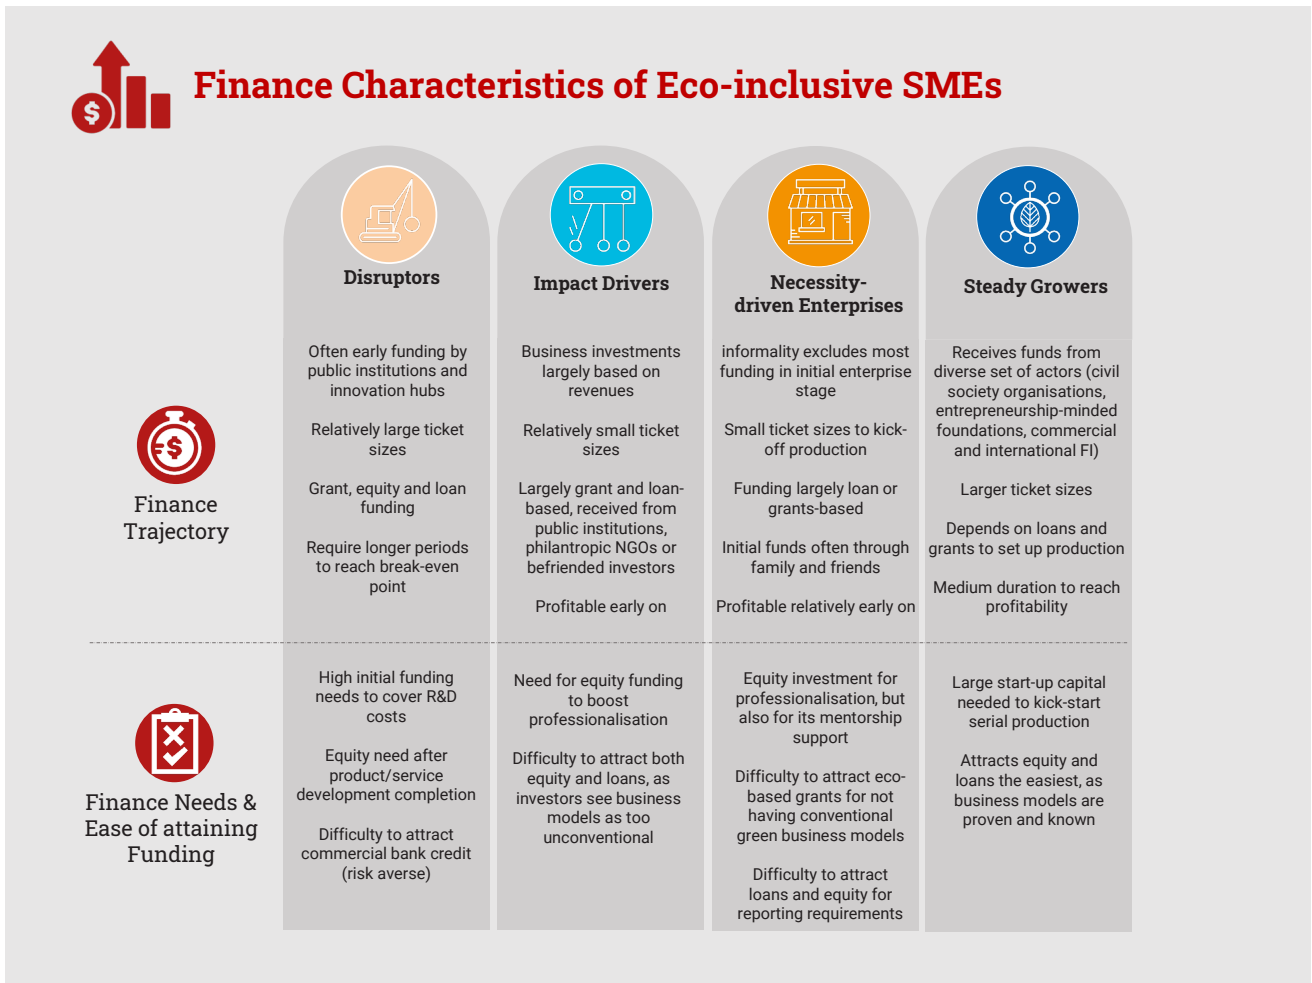 Finance Characteristics of Eco-inclusive SMEs
Disruptors
Impact Drivers
Necessity-
driven Enterprises
Steady Growers
$
Finance
Trajectory
Often early funding by
public institutions and
innovation hubs
Relatively large ticket
sizes
Grant, equity and loan
funding
Require longer periods
to reach break-even
point
Business investments
largely based on
revenues
Relatively small ticket
sizes
Largely grant and loan-
based, received from
public institutions,
philantropic NGOs or
befriended investors
Profitable early on
informality excludes most
funding in initial enterprise
stage
Small ticket sizes to kick-
off production
Funding largely loan or
grants-based
Initial funds often through
family and friends
Profitable relatively early on
Receives funds from
diverse set of actors (civil
society organisations,
entrepreneurship-minded
foundations, commercial
and international FI)
Larger ticket sizes
Depends on loans and
grants to set up production
Medium duration to reach
profitability
$
Finance Needs &
Ease of attaining
Funding
High initial funding
needs to cover R&D
costs
Equity need after
product/service
development completion
Difficulty to attract
commercial bank credit
(risk averse)
Need for equity funding
to boost
professionalisation
Difficulty to attract both
equity and loans, as
investors see business
models as too
unconventional
Equity investment for
professionalisation, but
also for its mentorship
support
Difficulty to attract eco-
based grants for not
having conventional
green business models
Difficulty to attract
loans and equity for
reporting requirements
Large start-up capital
needed to kick-start
serial production
Attracts equity and
loans the easiest, as
business models are
proven and known